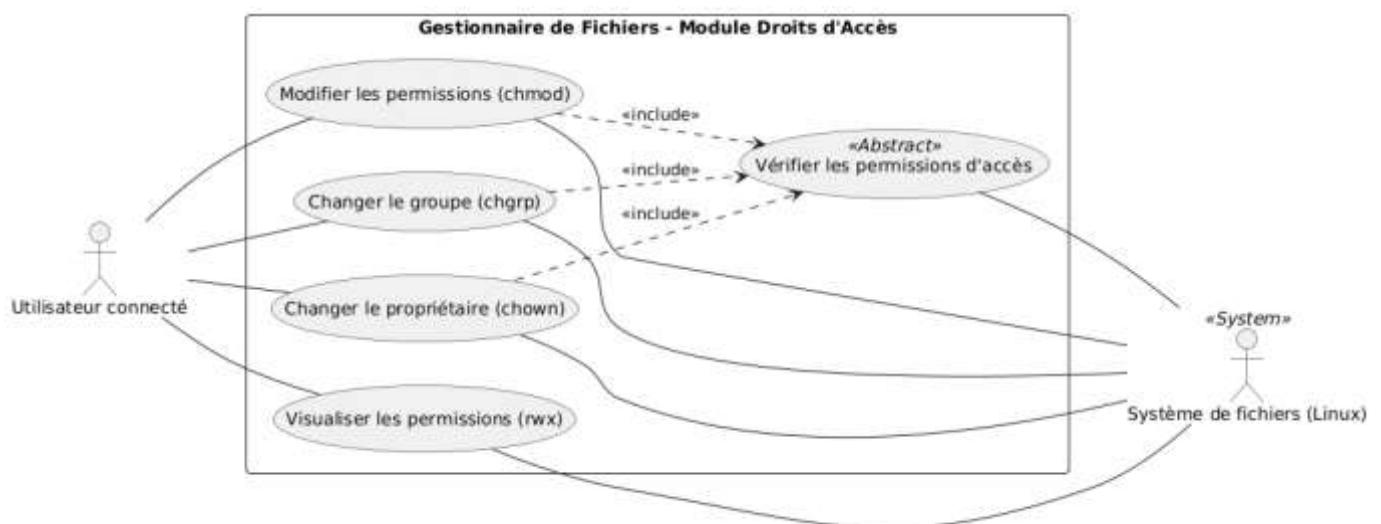 Gestionnaire de Fichiers - Module Droits d'Accès
Modifier les permissions (chmod)
«include»
«Abstract»
Vérifier les permissions d'accès
«include»
Changer le groupe (chgrp)
«include»
Utilisateur connecté
Changer le propriétaire (chown)
«System»
Visualiser les permissions (rwx)
Système de fichiers (Linux)